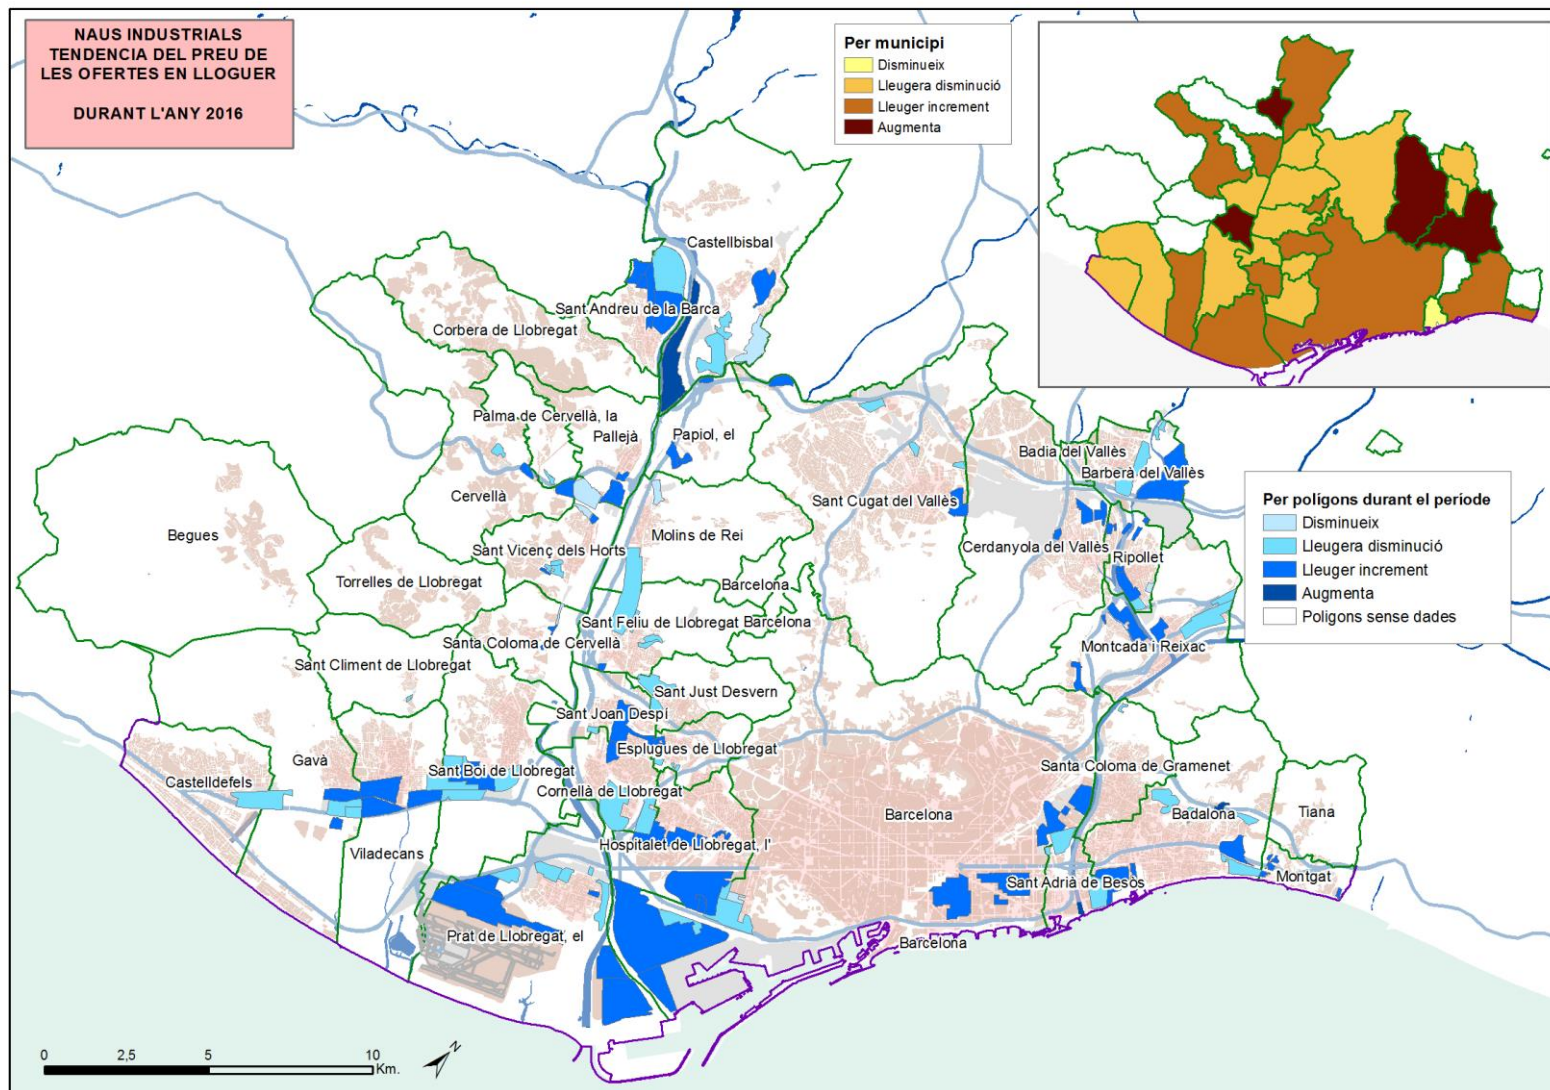 NAUS INDUSTRIALS
TENDENCIA DEL PREU DE
LES OFERTES EN LLOGUER
DURANT L'ANY 2016
Per municipi
Disminueix
Lleugera disminució
Lleuger increment
Augmenta
Castellbisbal
Sant Andreu de la Barca
Corbera de Llobregat
Palma de Cervellà, la
Pallejà
Papiol, el
Badia del Vallès
Barberà del Vallès
Cervellà
Sant Cugat del Vallès
Begues
Molins de Rei
Cerdanyola del Vallès
Ripollet
Sant Vicenç dels Horts
Torrelles de Llobregat
Barcelona
Sant Feliu de Llobregat
Barcelona
Santa Coloma de Cervellà
Montcada i Reixac
Sant Climent de Llobregat
Sant Just Desvern
Sant Joan Despí
Esplugues de Llobregat
Gavà
Sant Boi de Llobregat
Santa Coloma de Gramenet
Castelldefels
Cornellà de Llobregat
Barcelona
Badalona
Tiana
Viladecans
Hospitalet de Llobregat, l'
Sant Adrià de Besòs
Montgat
Prat de Llobregat, el
Barcelona
Per polígons durant el període
Disminueix
Lleugera disminució
Lleuger increment
Augmenta
Polígons sense dades
0 2,5 5 10
Km.
N